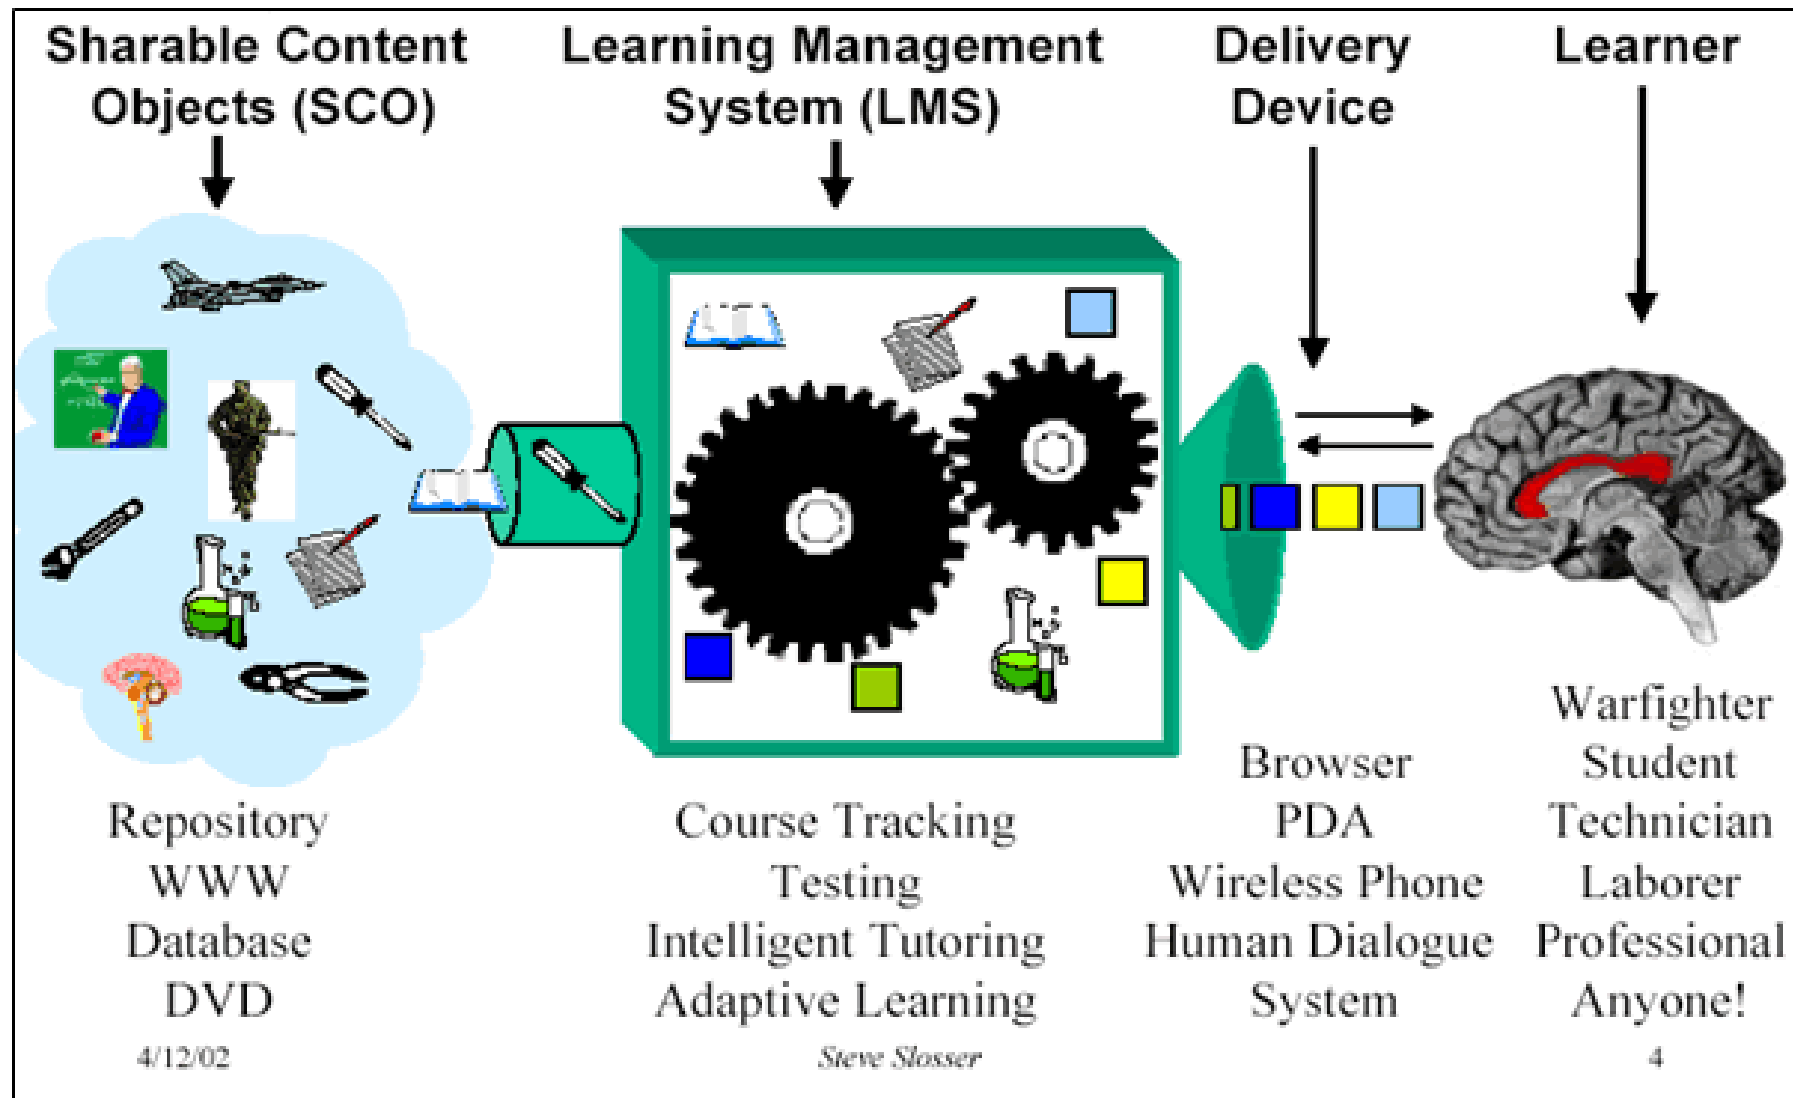 Sharable Content
Objects (SCO)
Learning Management
System (LMS)
Delivery
Device
Learner
Repository
WWW
Database
DVD
Course Tracking
Testing
Intelligent Tutoring
Adaptive Learning
Browser
PDA
Wireless Phone
Human Dialogue
System
Warfighter
Student
Technician
Laborer
Professional
Anyone!
4/12/02
Steve Slosser
4